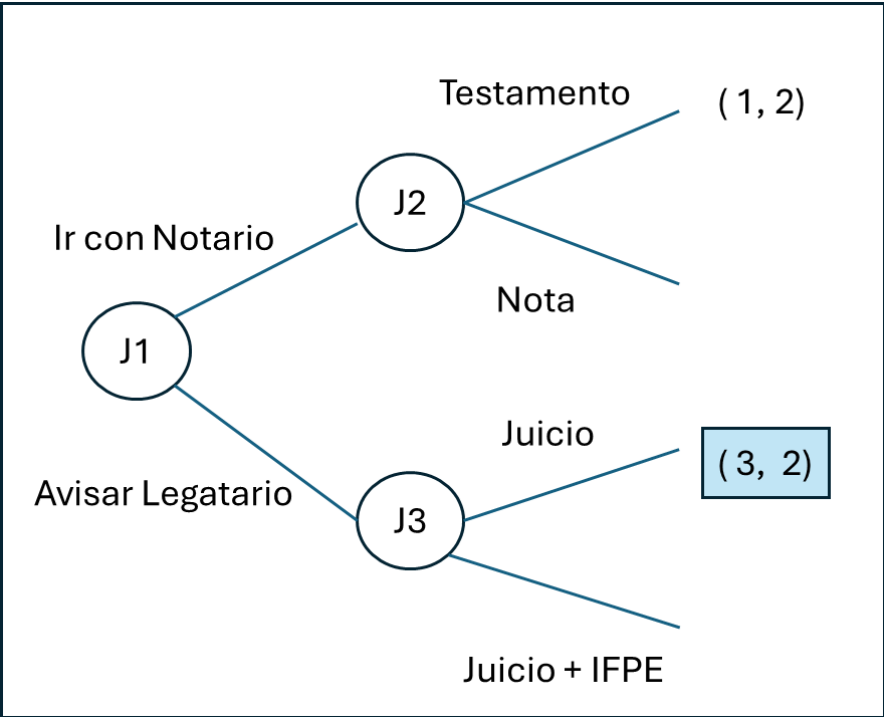 Testamento
( 1, 2)
J2
Ir con Notario
Nota
J1
Juicio
( 3,  2)
Avisar Legatario
J3
Juicio + IFPE